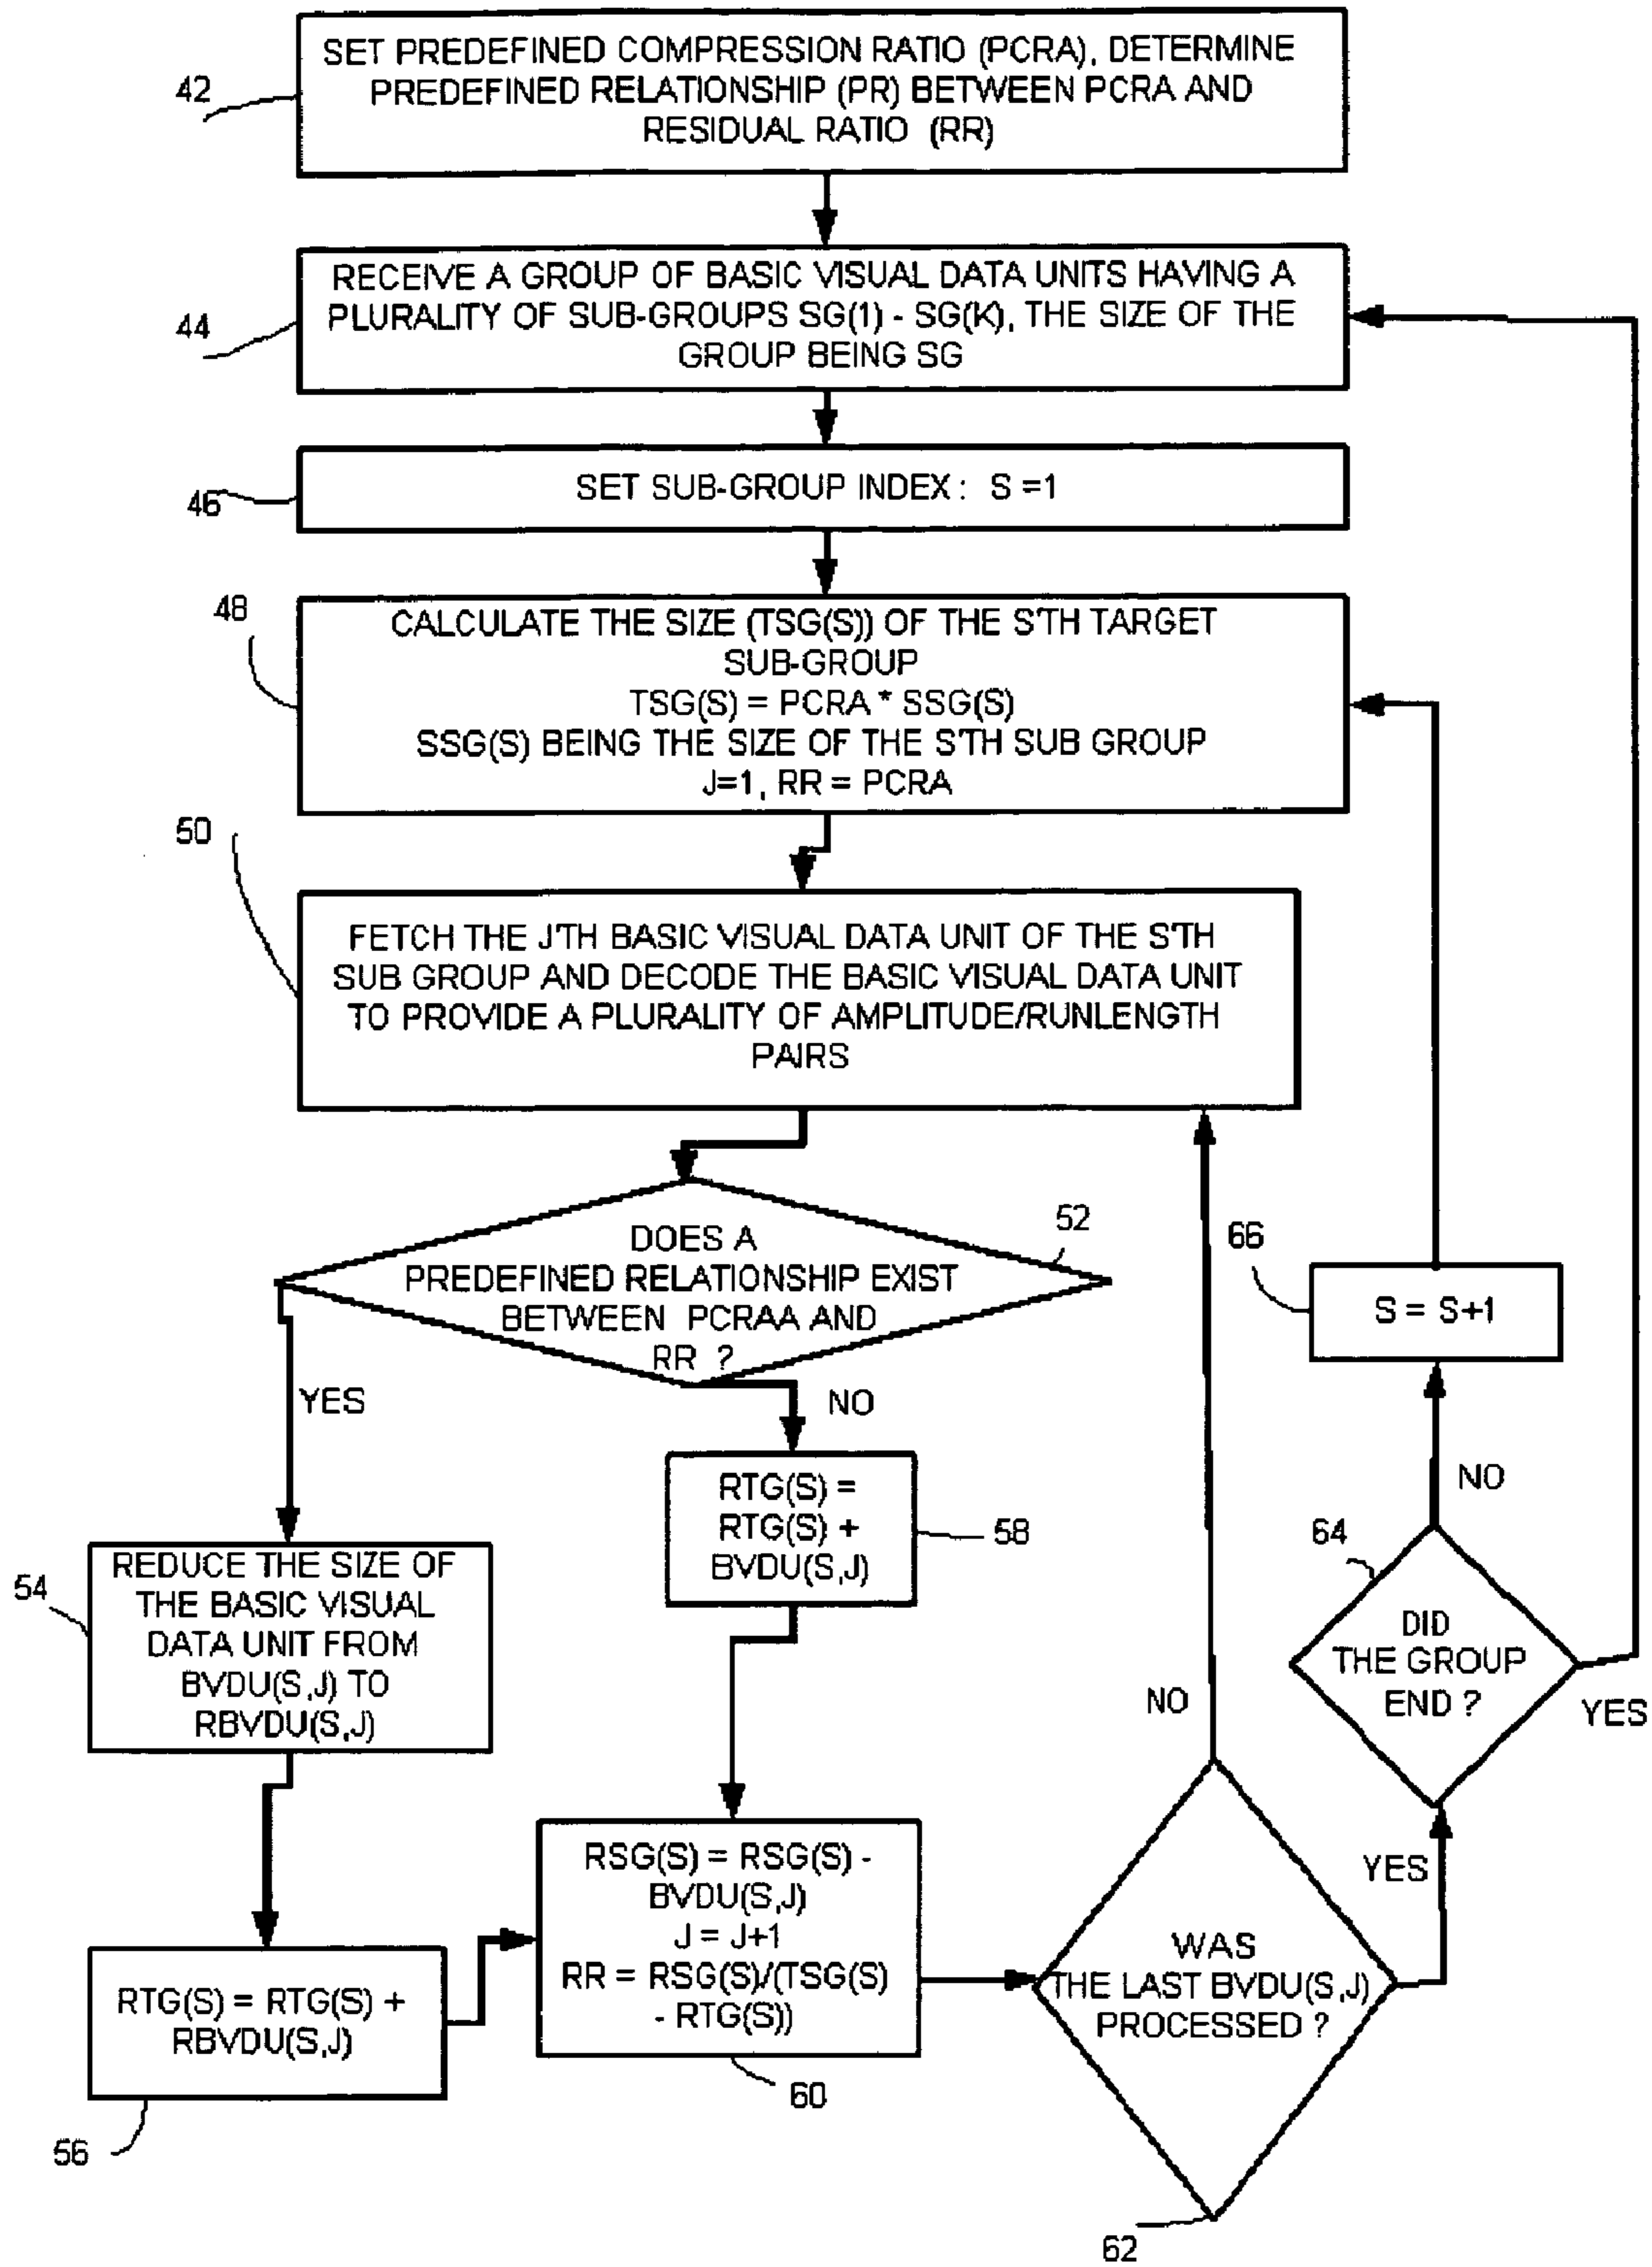 SET PREDEFINED COMPRESSION RATIO (PCRA), DETERMINE
PREDEFINED RELATIONSHIP (PR) BETWEEN PCRA AND
RESIDUAL RATIO (RR)
42
RECEIVE A GROUP OF BASIC VISUAL DATA UNITS HAVING A
PLURALITY OF SUB-GROUPS SG(1) - SG(K), THE SIZE OF THE
GROUP BEING SG
44
SET SUB-GROUP INDEX : S =1
46
48
CALCULATE THE SIZE (TSG(S)) OF THE S'TH TARGET
SUB-GROUP
TSG(S) = PCRA * SSG(S)
SSG(S) BEING THE SIZE OF THE S'TH SUB GROUP
J=1, RR = PCRA
50
FETCH THE J'TH BASIC VISUAL DATA UNIT OF THE S'TH
SUB GROUP AND DECODE THE BASIC VISUAL DATA UNIT
TO PROVIDE A PLURALITY OF AMPLITUDE/RUNLENGTH
PAIRS
52
DOES A
PREDEFINED RELATIONSHIP EXIST
BETWEEN PCRAA AND
RR ?
66
S = S+1
YES
NO
NO
RTG(S) =
RTG(S) +
BVDU(S,J)
58
64
54
REDUCE THE SIZE OF
THE BASIC VISUAL
DATA UNIT FROM
BVDU(S,J) TO
RBVDU(S,J)
DID
THE GROUP
END ?
NO
YES
RSG(S) = RSG(S) -
BVDU(S,J)
J = J+1
RR = RSG(S)/(TSG(S)
- RTG(S))
YES
WAS
THE LAST BVDU(S,J)
PROCESSED ?
RTG(S) = RTG(S) +
RBVDU(S,J)
60
56
62